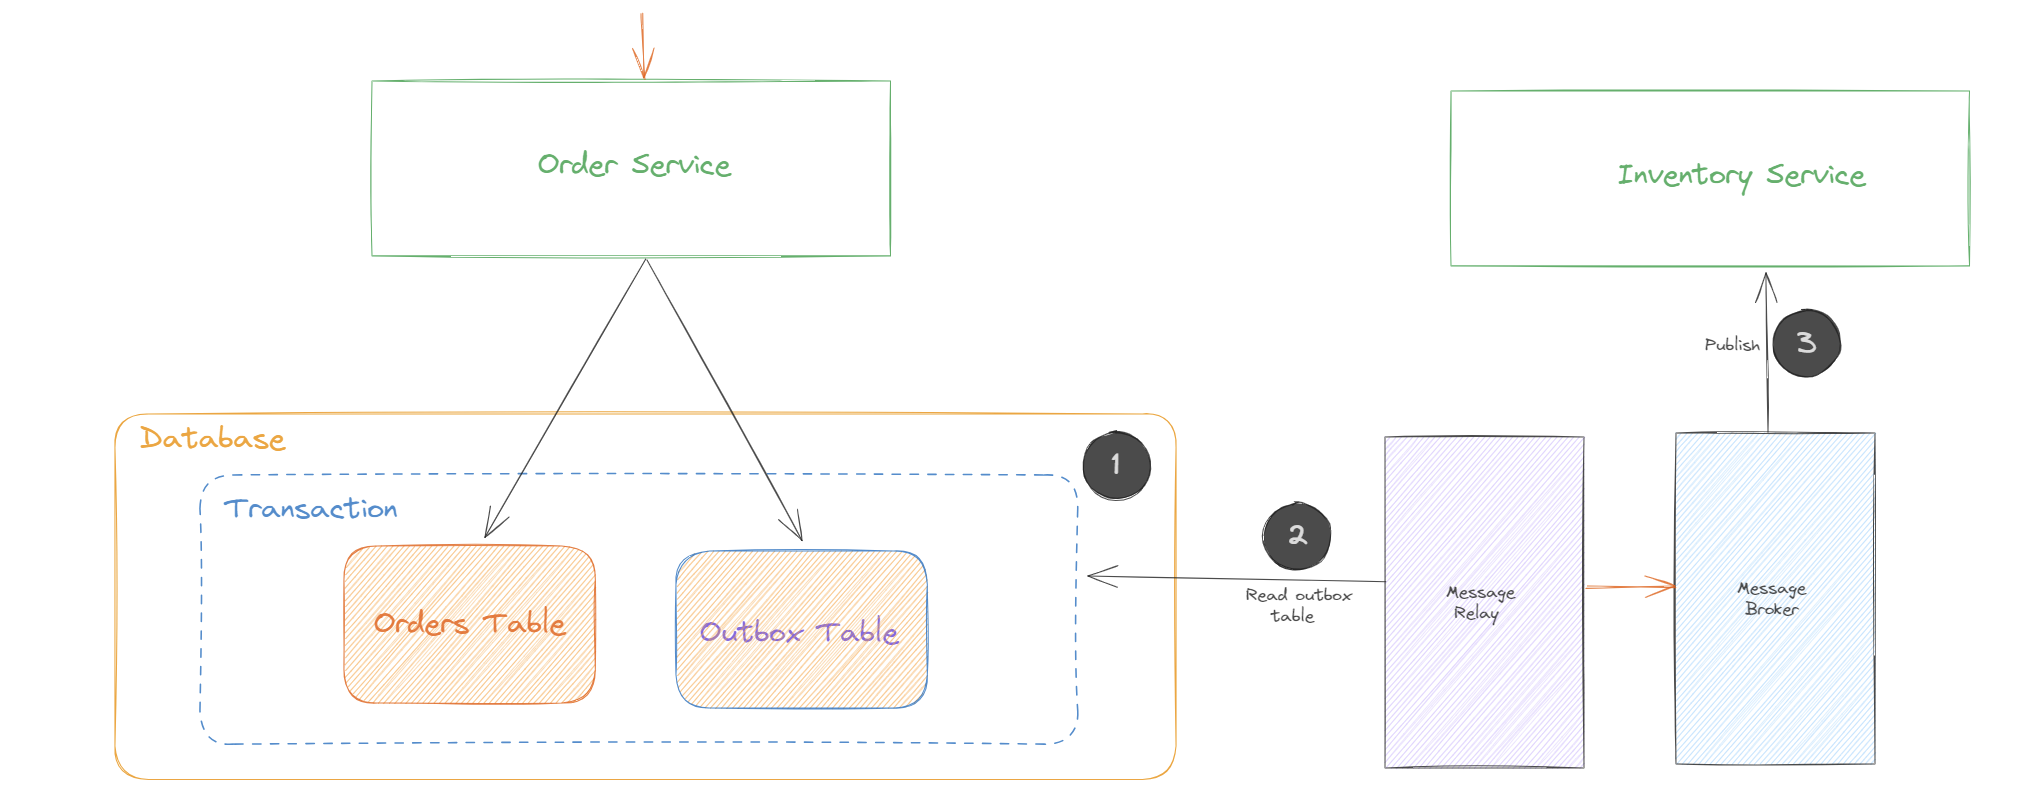 Order Service
Inventory Service
Publish
3
Database
1
Transaction
2
Read outbox
table
Orders Table
Outbox Table
Message
Relay
Message
Broker